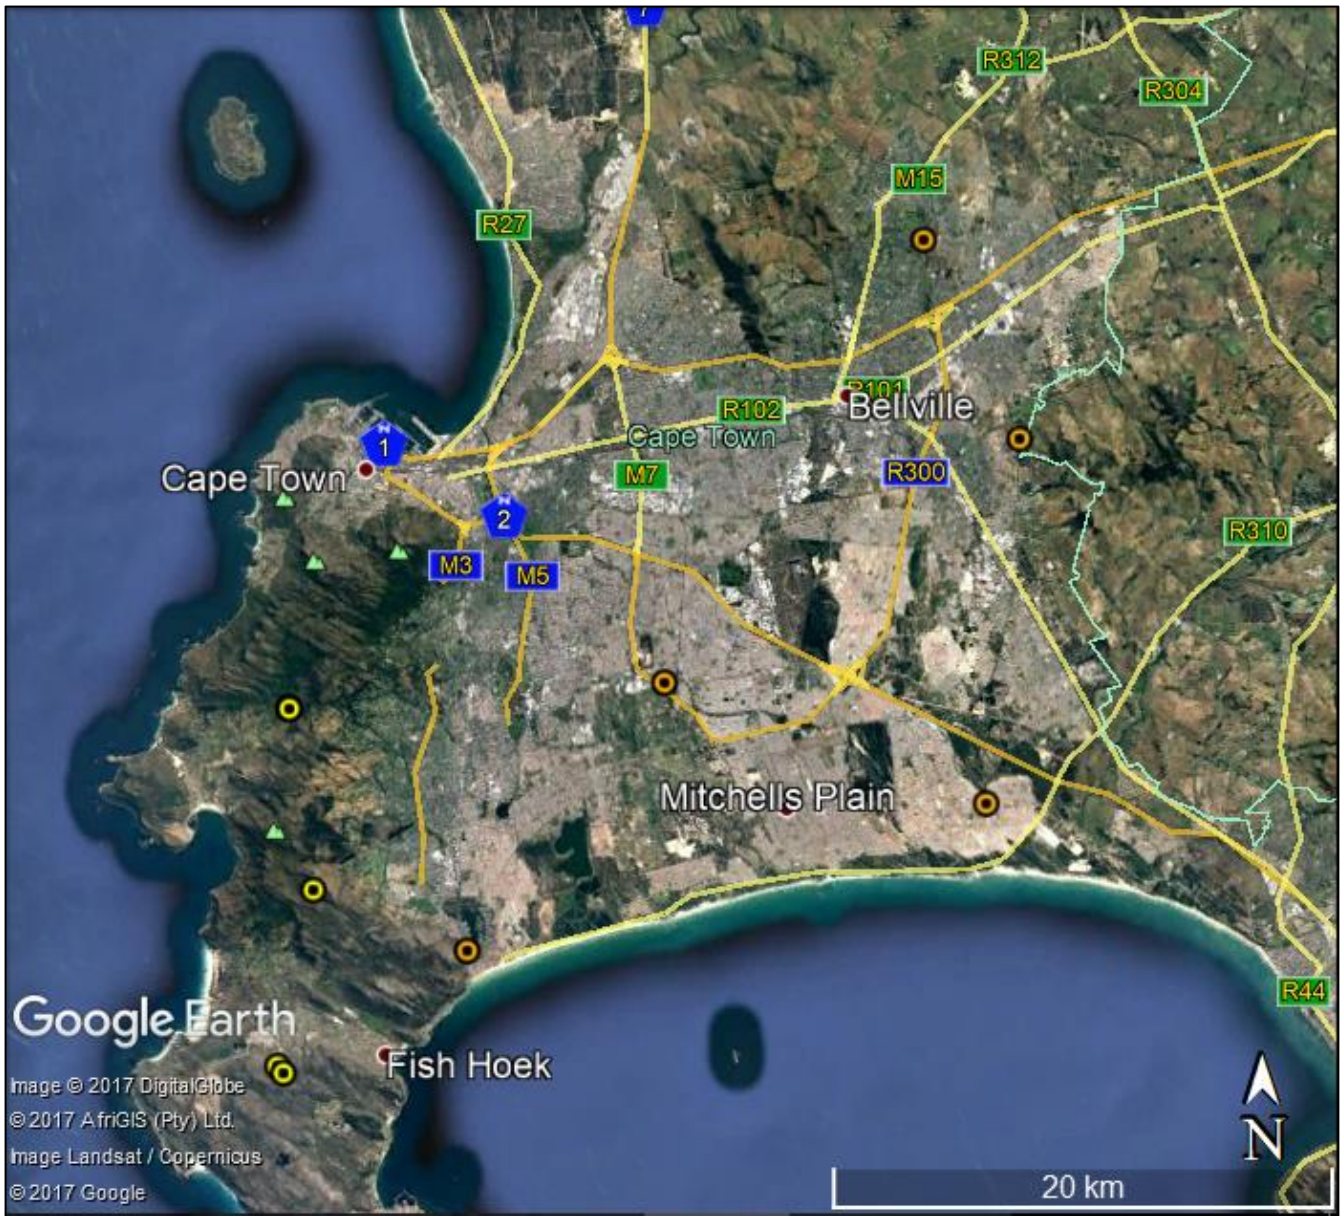 7
R312
R304
M15
R27
R101
Bellville
R102
Cape Town
N
1
Cape Town
M7
R300
N
2
R310
M3
M5
Mitchells Plain
R44
Google Earth
Fish Hoek
Image © 2017 DigitalGlobe
© 2017 AfriGIS (Pty) Ltd.
Image Landsat / Copernicus
© 2017 Google
N
20 km